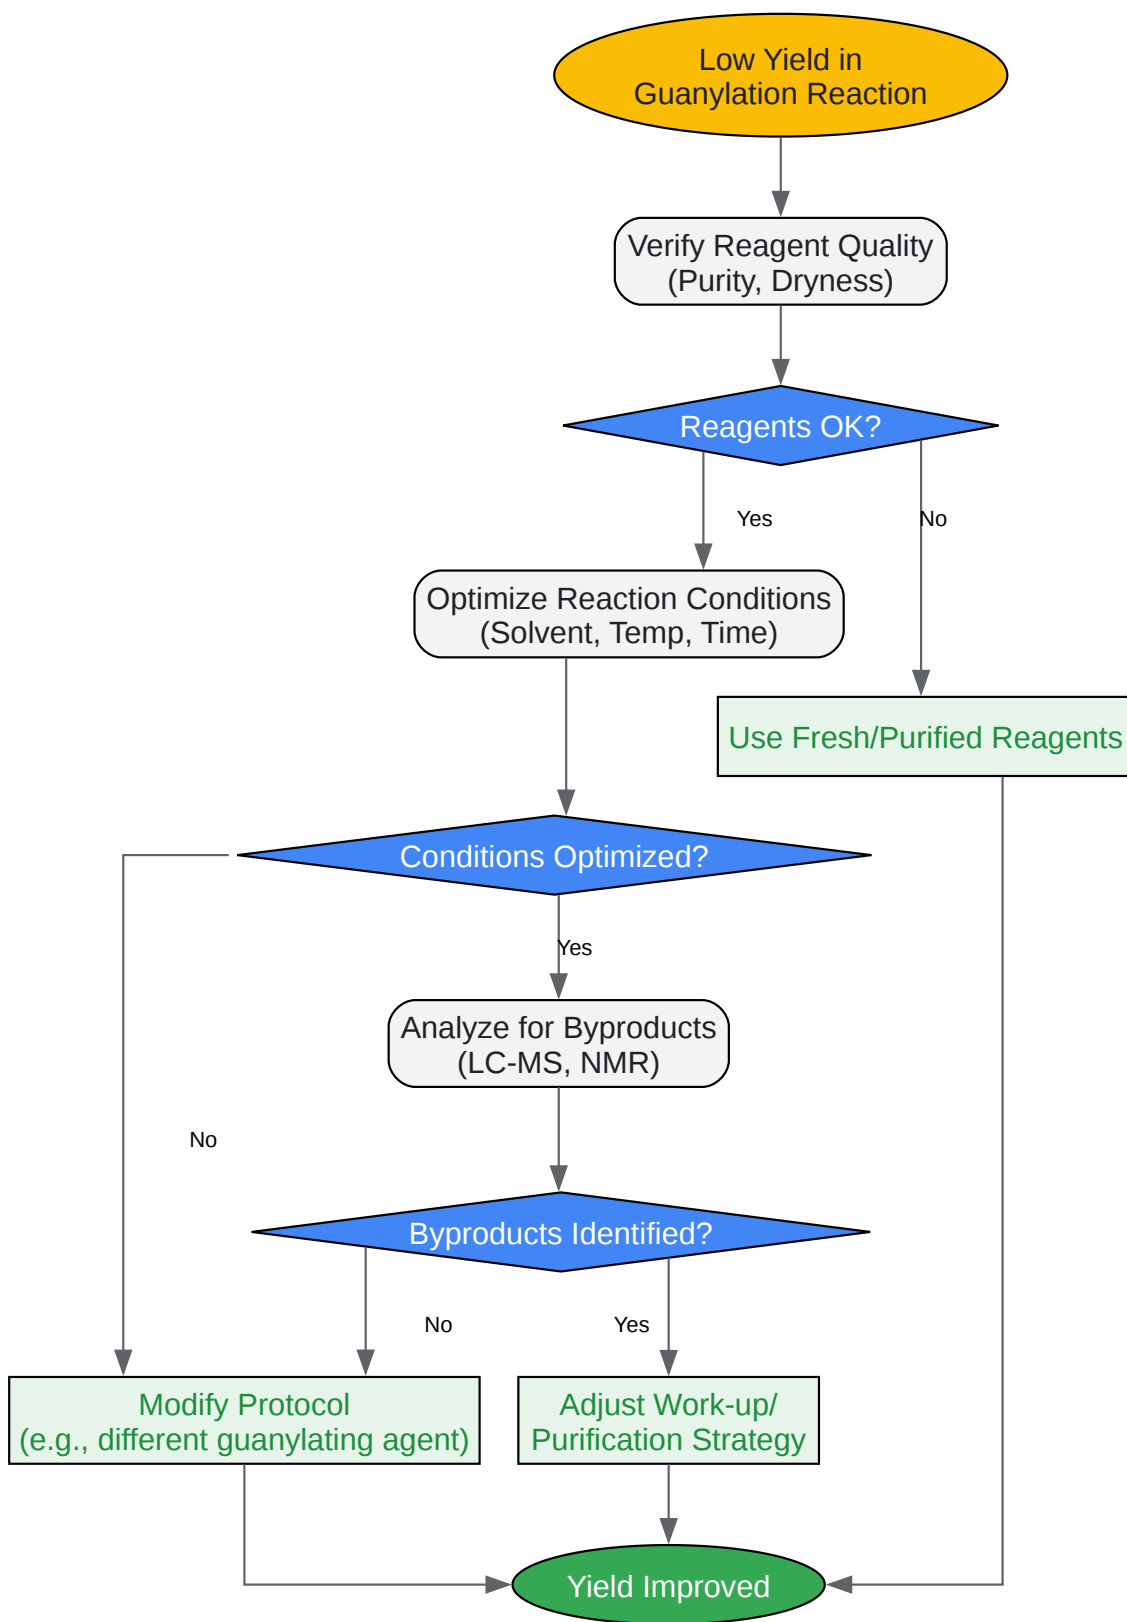 Low Yield in
Guanylation Reaction
Verify Reagent Quality
(Purity, Dryness)
Reagents OK?
Yes
No
Optimize Reaction Conditions
(Solvent, Temp, Time)
Use Fresh/Purified Reagents
Conditions Optimized?
Yes
Analyze for Byproducts
(LC-MS, NMR)
No
Byproducts Identified?
No
Yes
Modify Protocol
(e.g., different guanylating agent)
Adjust Work-up/
Purification Strategy
Yield Improved